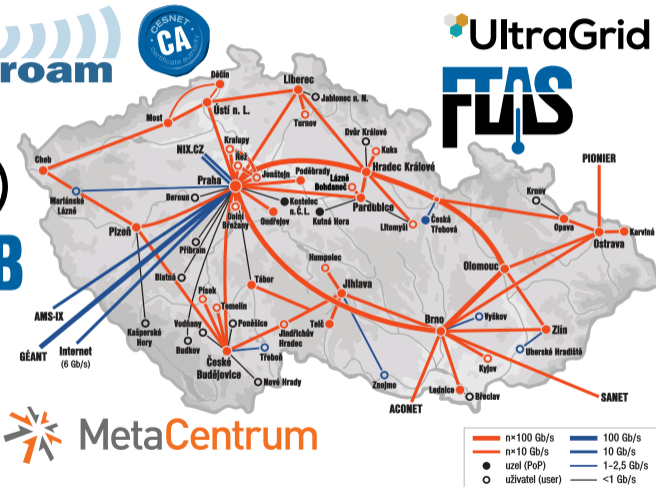 roam
CESNET
CA
certificate authority
UltraGrid
FTAS
B
Děčín
Liberec
Jablonec n. N.
Ústí n. L.
Turnov
Most
Dvůr Králové
Kralupy
Kuks
NIX.CZ
Řež
Cheb
Jenštejn
Poděbrady
Lázně
Bohdaneč
Hradec Králové
PIONIER
Praha
Mariánské
Lázně
Beroun
Kostelec
n. Č. L.
Pardubice
Krnov
Dolní
Břežany
Ondřejov
Kutná Hora
Litomyšl
Česká
Třebová
Opava
Karviná
Plzeň
Ostrava
Příbram
Humpolec
Olomouc
Blatná
Tábor
Jihlava
Písek
Temelín
AMS-IX
Brno
Vyškov
Zlín
Vodňany
Poněšice
Telč
Kašperské
Hory
Jindřichův
Hradec
Budkov
GÉANT
Internet
(6 Gb/s)
České
Budějovice
Třeboň
Uherské Hradiště
Kyjov
Nové Hrady
Znojmo
Lednice
Břeclav
SANET
ACONET
MetaCentrum
n×100 Gb/s
100 Gb/s
n×10 Gb/s
10 Gb/s
uzel (PoP)
1–2,5 Gb/s
uživatel (user)
<1 Gb/s